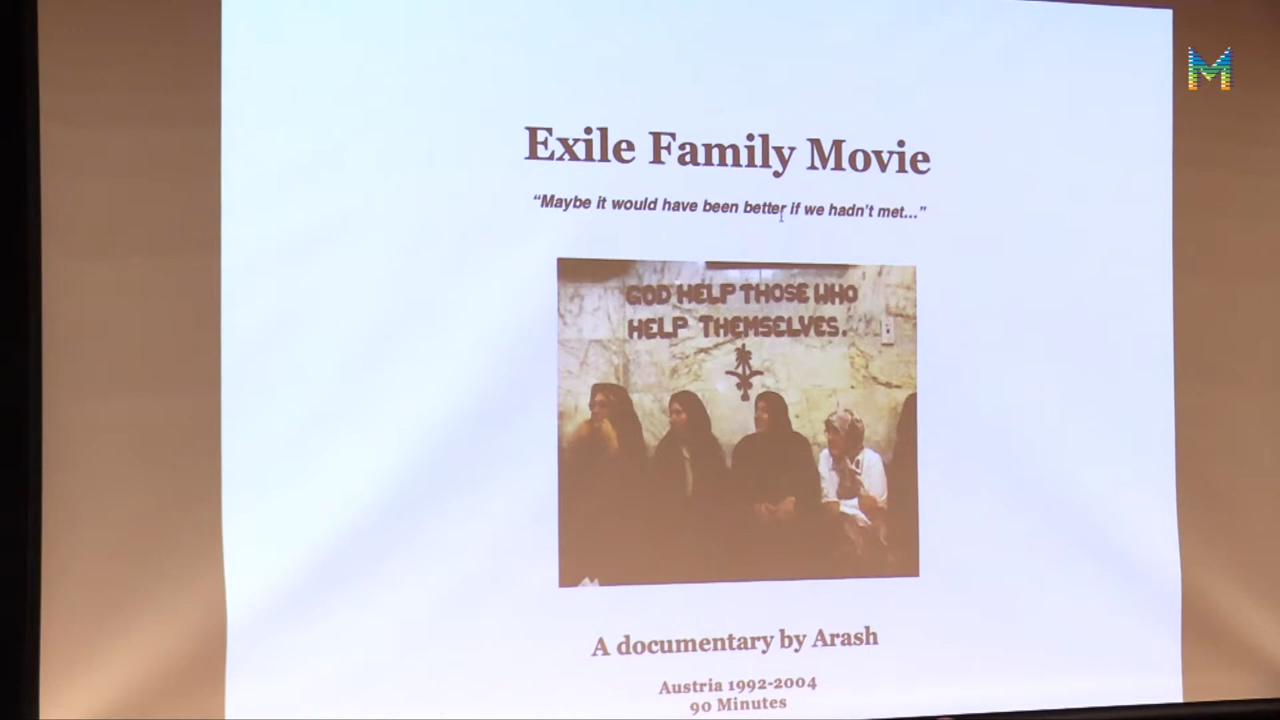 M
Exile Family Movie
“Maybe it would have been better if we hadn’t met...”
GOD HELP THOSE WHO
HELP THEMSELVES.
A documentary by Arash
Austria 1992-2004
90 Minutes